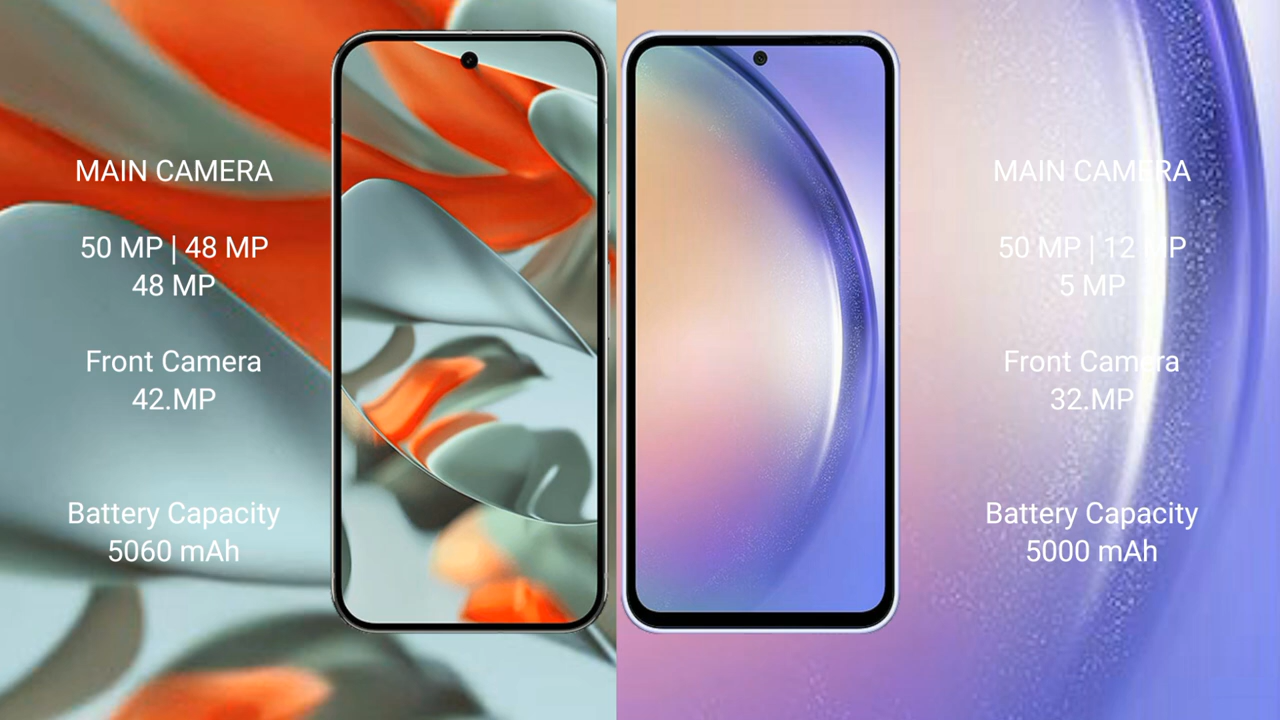 MAIN CAMERA
50 MP | 48 MP
48 MP
Front Camera
42.MP
Battery Capacity
5060 mAh
MAIN CAMERA
50 MP | 12 MP
5 MP
Front Camera
32.MP
Battery Capacity
5000 mAh